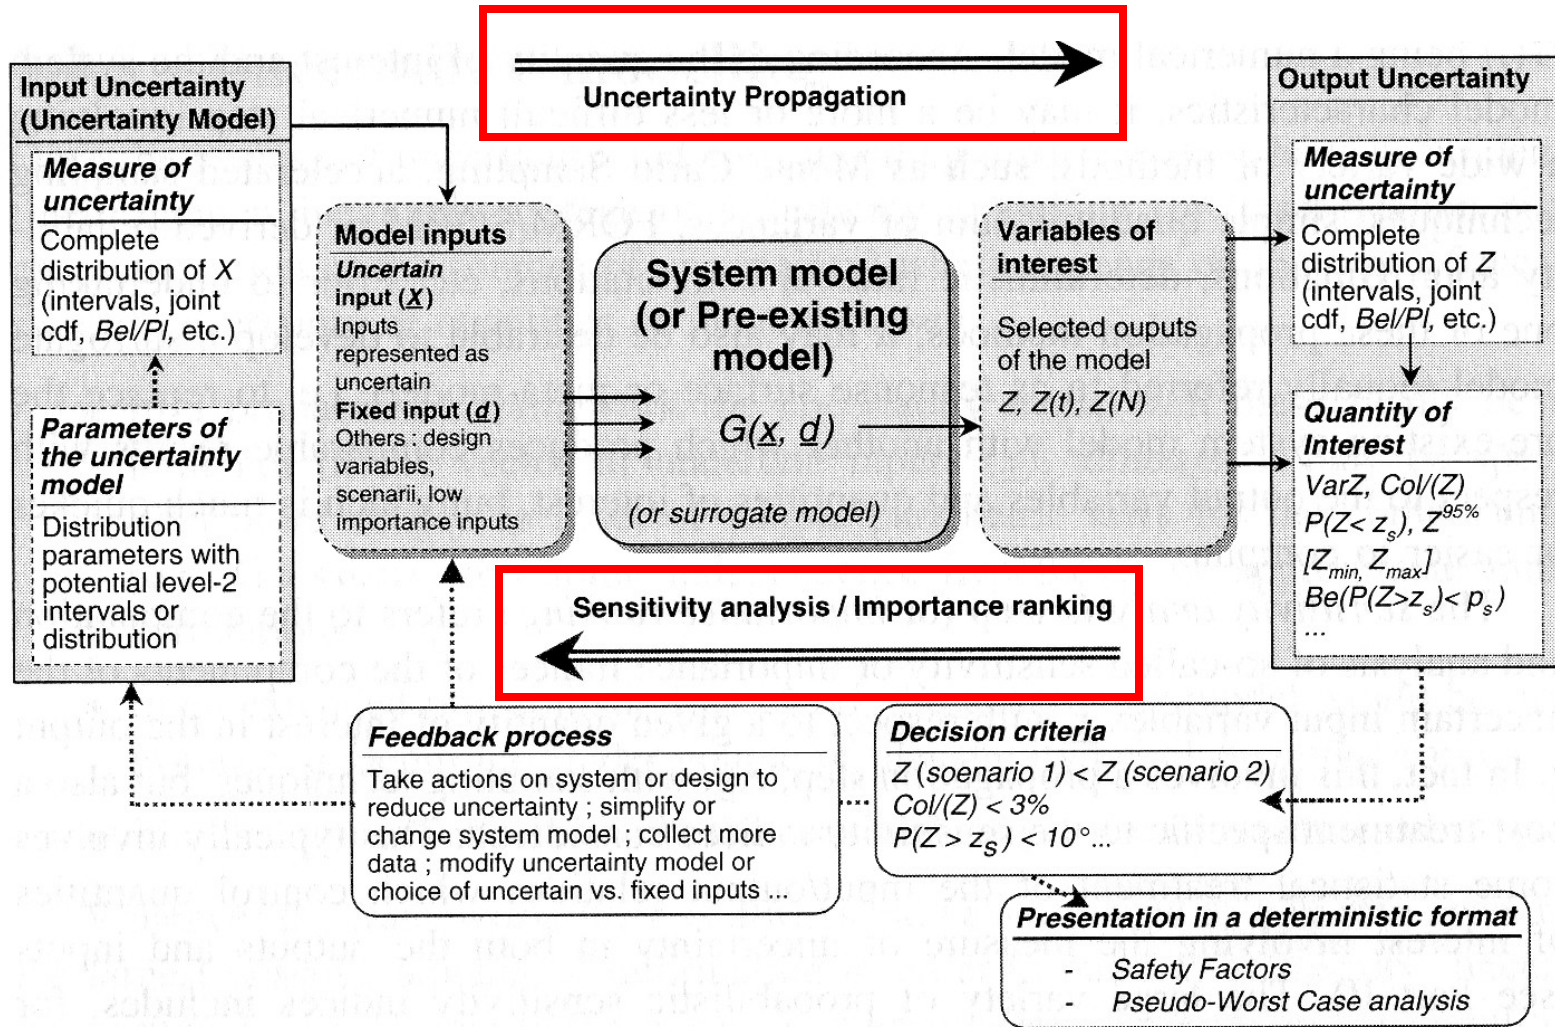 Uncertainty Propagation
Input Uncertainty
(Uncertainty Model)
Measure of
uncertainty
Complete
distribution of X
(intervals, joint
cdf, Bel/Pl, etc.)
Parameters of
the uncertainty
model
Distribution
parameters with
potential level-2
intervals or
distribution
Model inputs
Uncertain
input (X)
Inputs
represented as
uncertain
Fixed input (d)
Others : design
variables,
scenarii, low
importance inputs
System model
(or Pre-existing
model)
G(x, d)
(or surrogate model)
Variables of
interest
Selected ouputs
of the model
Z, Z(t), Z(N)
Output Uncertainty
Measure of
uncertainty
Complete
distribution of Z
(intervals, joint
cdf, Bel/Pl, etc.)
Quantity of
Interest
VarZ, Col/(Z)
P(Z< zs), Z95%
[Zmin, Zmax]
Be(P(Z>zs)< ps)
...
Sensitivity analysis / Importance ranking
Feedback process
Take actions on system or design to
reduce uncertainty ; simplify or
change system model ; collect more
data ; modify uncertainty model or
choice of uncertain vs. fixed inputs ...
Decision criteria
Z (soenario 1) < Z (scenario 2)
Col/(Z) < 3%
P(Z > zS) < 10° ...
Presentation in a deterministic format
- Safety Factors
- Pseudo-Worst Case analysis